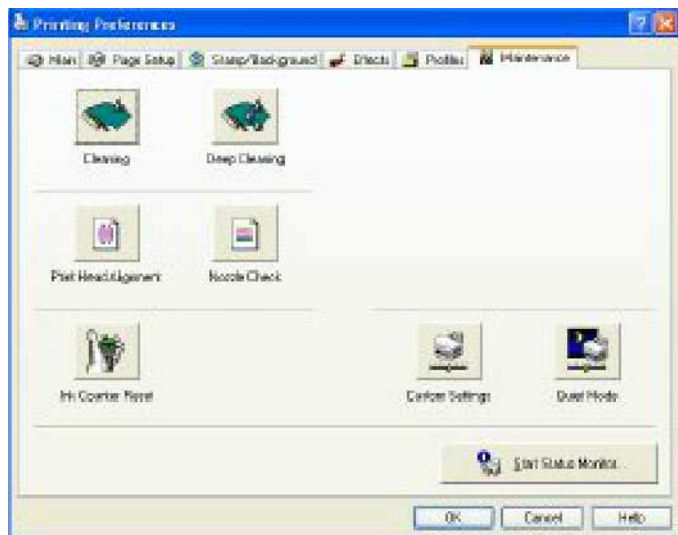 Printing Preferences
Main Page Setup Stamp/Background Effects Profiles Maintenance
Cleaning Deep Cleaning
Print Head Alignment Nozzle Check
Ink Counter Reset Custom Settings Quiet Mode
Start Status Monitor...
OK Cancel Help